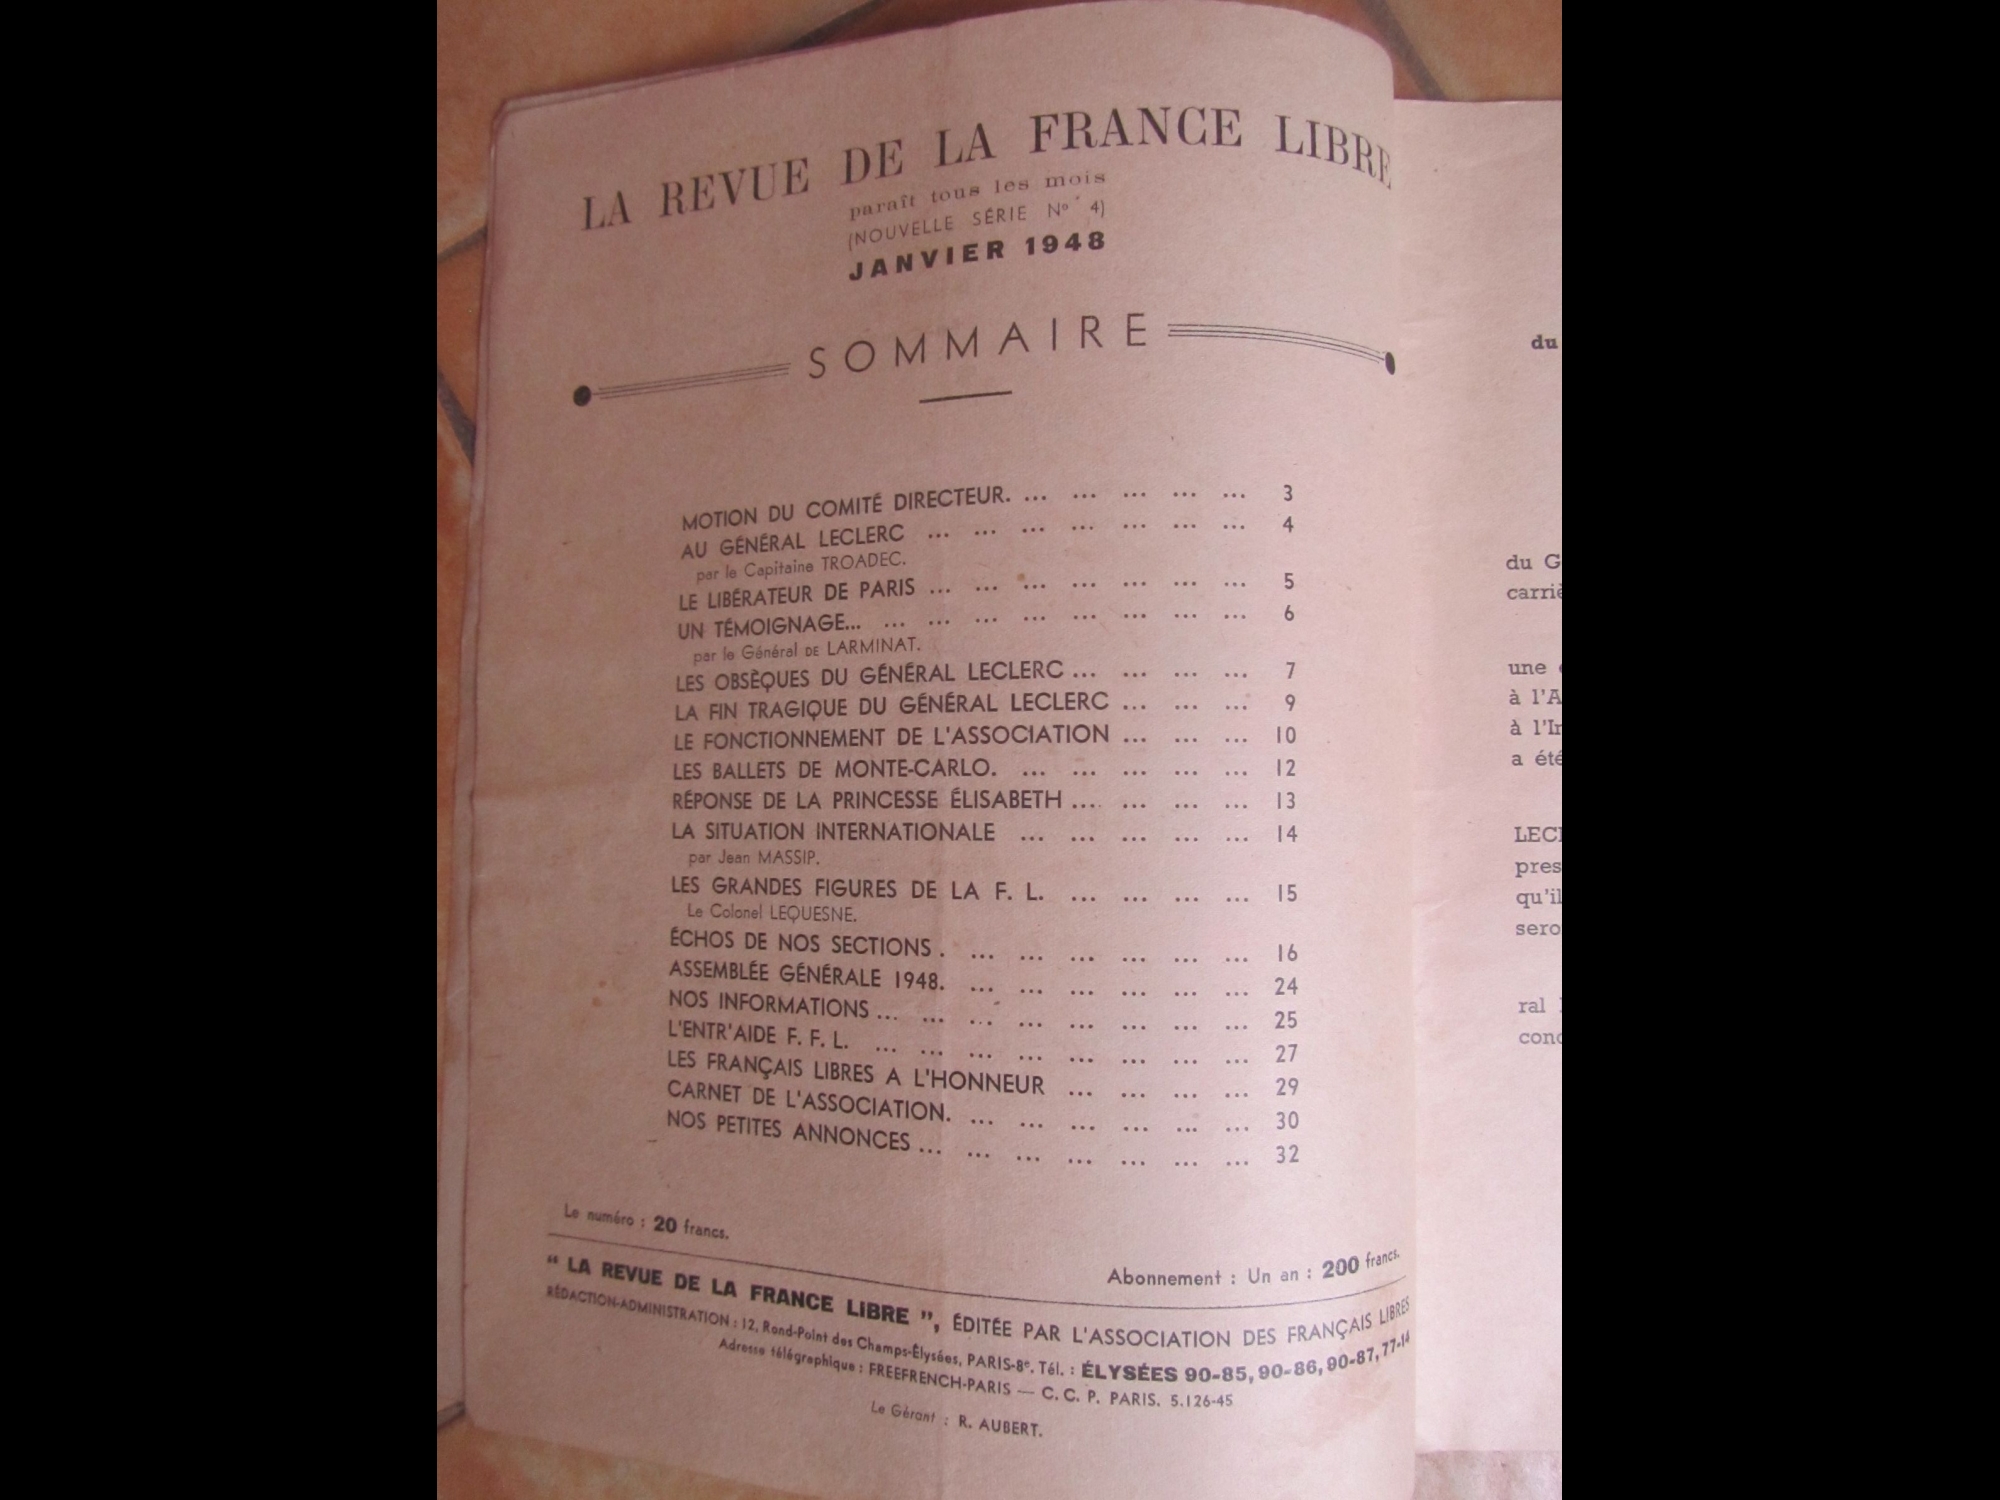 LA REVUE DE LA FRANCE LIBRE
paraît tous les mois
(NOUVELLE SÉRIE Nº 4)
JANVIER 1948
SOMMAIRE
MOTION DU COMITÉ DIRECTEUR. ... ... ... ... ... 3
AU GÉNÉRAL LECLERC ... ... ... ... ... ... ... 4
par le Capitaine TROADEC.
LE LIBÉRATEUR DE PARIS ... ... ... ... ... ... ... 5
UN TÉMOIGNAGE... ... ... ... ... ... ... ... ... 6
par le Général DE LARMINAT.
LES OBSÈQUES DU GÉNÉRAL LECLERC ... ... ... ... 7
LA FIN TRAGIQUE DU GÉNÉRAL LECLERC ... ... ... 9
LE FONCTIONNEMENT DE L'ASSOCIATION ... ... ... 10
LES BALLETS DE MONTE-CARLO. ... ... ... ... ... 12
RÉPONSE DE LA PRINCESSE ÉLISABETH ... ... ... ... 13
LA SITUATION INTERNATIONALE ... ... ... ... ... 14
par Jean MASSIP.
LES GRANDES FIGURES DE LA F. L. ... ... ... ... 15
Le Colonel LEQUESNE.
ÉCHOS DE NOS SECTIONS . ... ... ... ... ... ... 16
ASSEMBLÉE GÉNÉRALE 1948. ... ... ... ... ... ... 24
NOS INFORMATIONS ... ... ... ... ... ... ... ... 25
L'ENTR'AIDE F. F. L. ... ... ... ... ... ... ... ... 27
LES FRANÇAIS LIBRES A L'HONNEUR ... ... ... ... 29
CARNET DE L'ASSOCIATION. ... ... ... ... ... ... 30
NOS PETITES ANNONCES ... ... ... ... ... ... ... 32
Le numéro : 20 francs.
Abonnement : Un an : 200 francs.
" LA REVUE DE LA FRANCE LIBRE ", ÉDITÉE PAR L'ASSOCIATION DES FRANÇAIS LIBRES
RÉDACTION-ADMINISTRATION : 12, Rond-Point des Champs-Élysées, PARIS-8e. Tél. : ÉLYSÉES 90-85, 90-86, 90-87, 77-14
Adresse télégraphique : FREEFRENCH-PARIS — C. C. P. PARIS. 5.126-45
Le Gérant : R. AUBERT.
du
du G
carriè
une
à l'A
à l'In
a été
LECL
pres
qu'il
sero
ral
conc